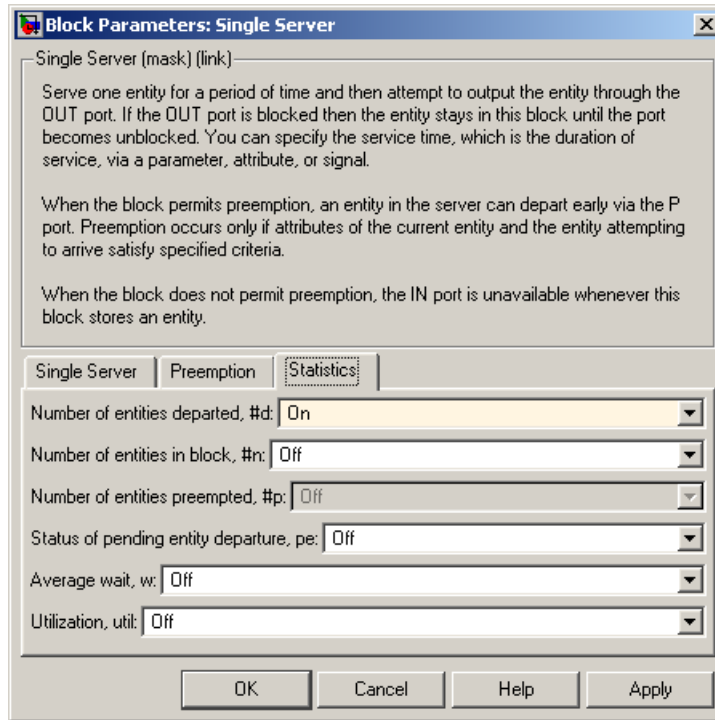 Block Parameters: Single Server
Single Server (mask) (link)
Serve one entity for a period of time and then attempt to output the entity through the
OUT port. If the OUT port is blocked then the entity stays in this block until the port
becomes unblocked. You can specify the service time, which is the duration of
service, via a parameter, attribute, or signal.
When the block permits preemption, an entity in the server can depart early via the P
port. Preemption occurs only if attributes of the current entity and the entity attempting
to arrive satisfy specified criteria.
When the block does not permit preemption, the IN port is unavailable whenever this
block stores an entity.
Single Server Preemption Statistics
Number of entities departed, #d: On
Number of entities in block, #n: Off
Number of entities preempted, #p: Off
Status of pending entity departure, pe: Off
Average wait, w: Off
Utilization, util: Off
OK Cancel Help Apply